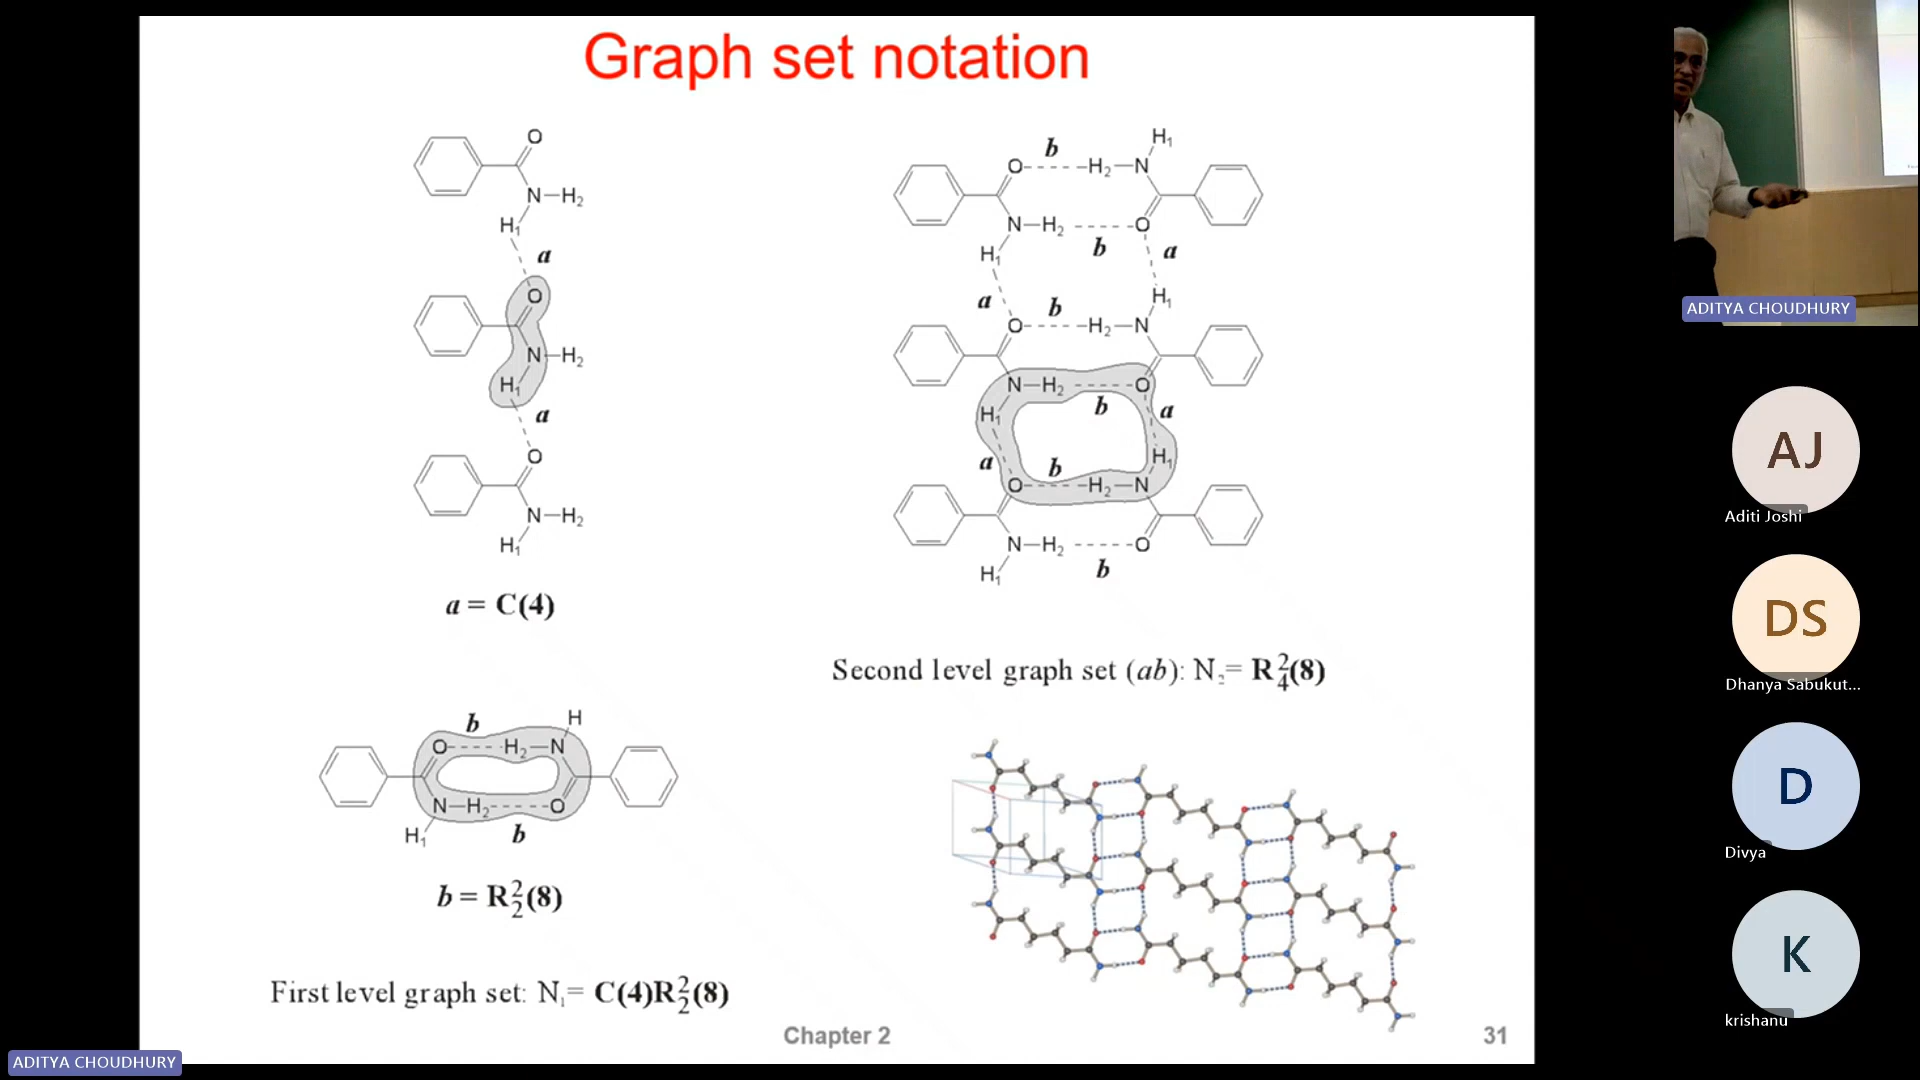 Graph set notation
O
N–H₂
H₁
a
O
N–H₂
H₁
a
O
N–H₂
H₁
a = C(4)
b
H
O H₂–N
N–H₂ O
H₁
b
b = R²₂(8)
First level graph set: N₁= C(4)R²₂(8)
b
H₁
O H₂–N
N–H₂ O
b
H₁
a
a
b
H₁
O H₂–N
N–H₂ O
b
H₁
a
a
b
H₁
O H₂–N
N–H₂ O
H₁
b
Second level graph set (ab): N₂= R²₄(8)
Chapter 2
31
ADITYA CHOUDHURY
ADITYA CHOUDHURY
AJ
Aditi Joshi
DS
Dhanya Sabukut...
D
Divya
K
krishanu